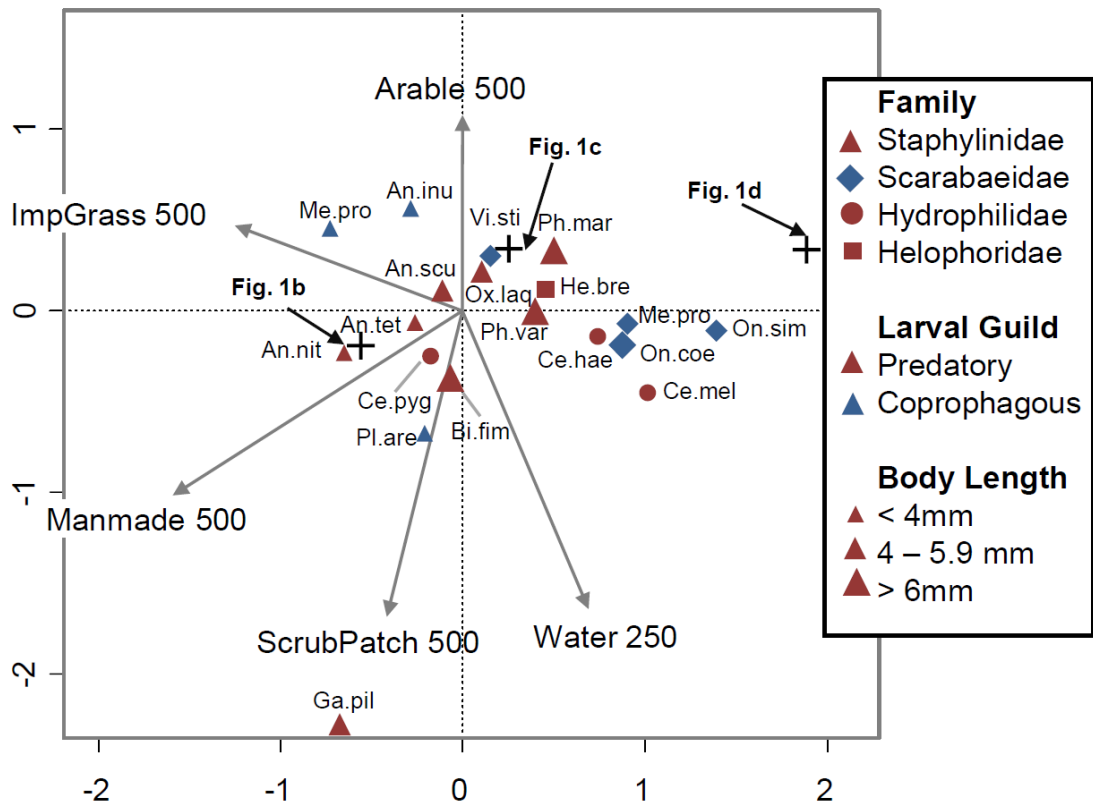 Arable 500
Fig. 1c
Fig. 1d
An.inu
Me.pro
ImpGrass 500
Vi.sti
Ph.mar
An.scu
Fig. 1b
Ox.laq
He.bre
An.tet
Ph.var
Me.pro
On.sim
An.nit
Ce.hae
On.coe
Ce.pyg
Ce.mel
Pl.are
Bi.fim
Manmade 500
ScrubPatch 500
Water 250
Ga.pil
1
0
-1
-2
-2
-1
0
1
2
Family
Staphylinidae
Scarabaeidae
Hydrophilidae
Helophoridae
Larval Guild
Predatory
Coprophagous
Body Length
< 4mm
4 – 5.9 mm
> 6mm